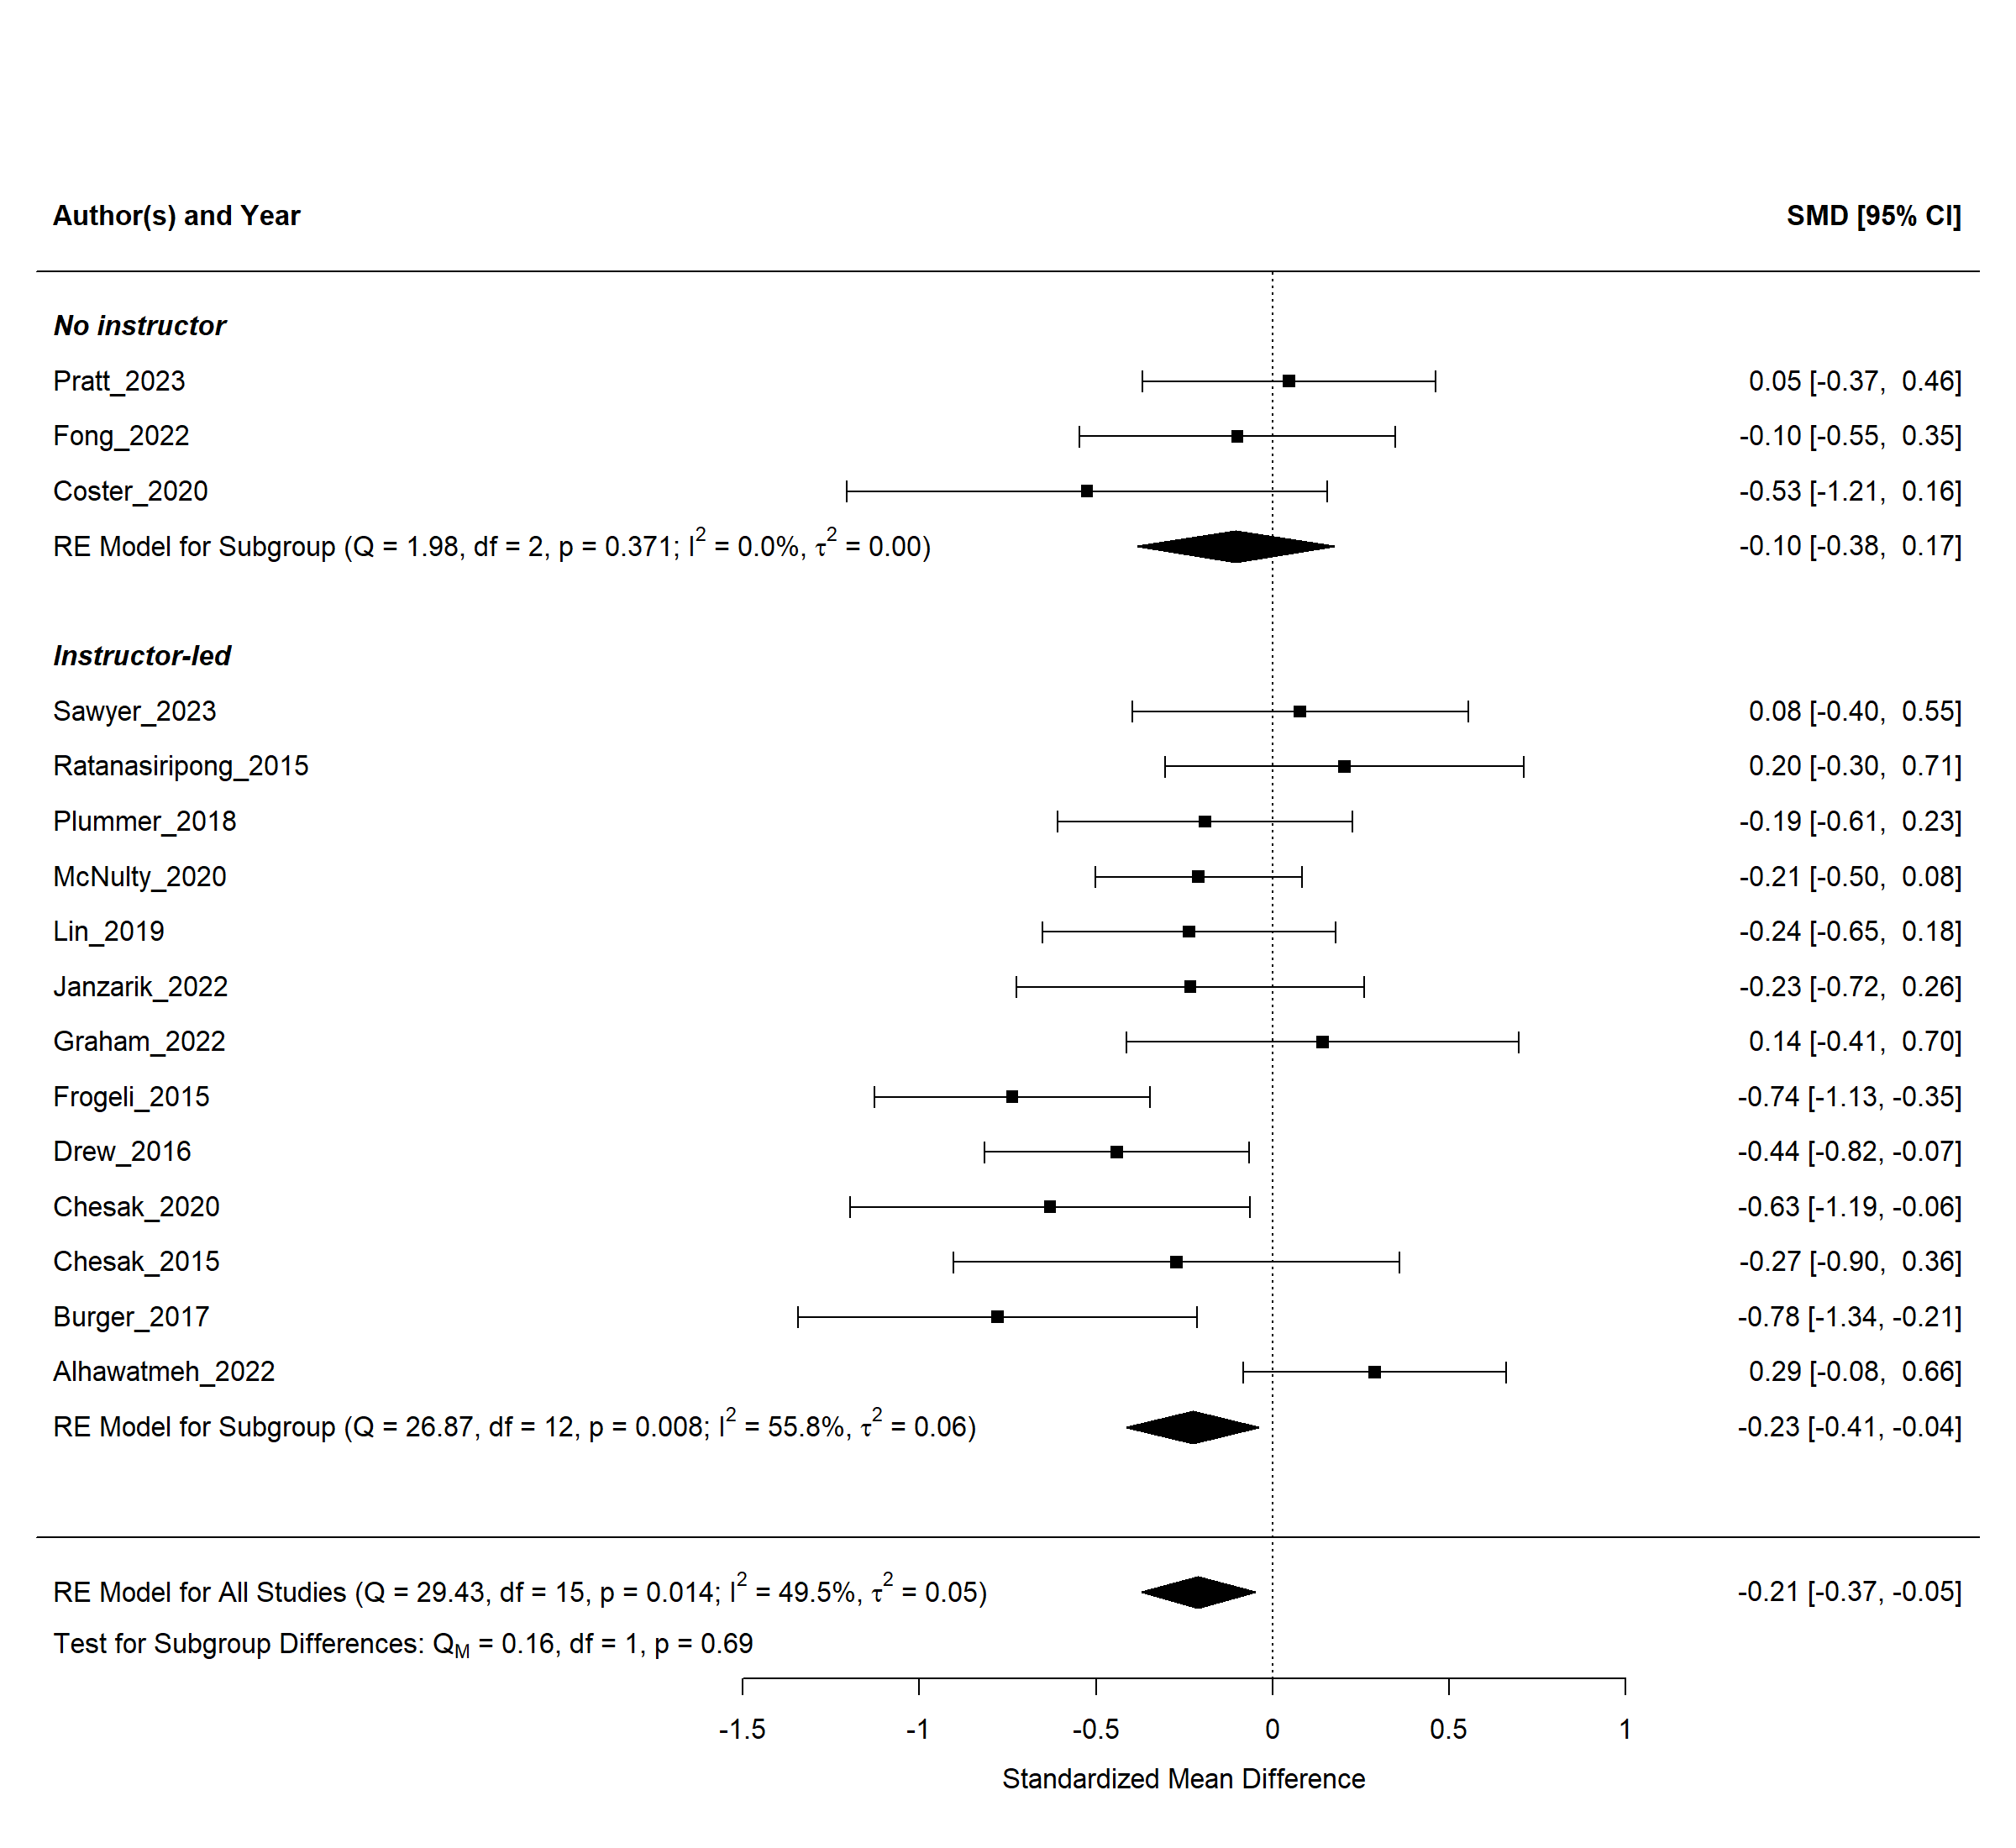 Author(s) and Year SMD [95% CI]
No instructor
Pratt_2023 0.05 [-0.37, 0.46]
Fong_2022 -0.10 [-0.55, 0.35]
Coster_2020 -0.53 [-1.21, 0.16]
RE Model for Subgroup (Q = 1.98, df = 2, p = 0.371; I² = 0.0%, τ² = 0.00) -0.10 [-0.38, 0.17]
Instructor-led
Sawyer_2023 0.08 [-0.40, 0.55]
Ratanasiripong_2015 0.20 [-0.30, 0.71]
Plummer_2018 -0.19 [-0.61, 0.23]
McNulty_2020 -0.21 [-0.50, 0.08]
Lin_2019 -0.24 [-0.65, 0.18]
Janzarik_2022 -0.23 [-0.72, 0.26]
Graham_2022 0.14 [-0.41, 0.70]
Frogeli_2015 -0.74 [-1.13, -0.35]
Drew_2016 -0.44 [-0.82, -0.07]
Chesak_2020 -0.63 [-1.19, -0.06]
Chesak_2015 -0.27 [-0.90, 0.36]
Burger_2017 -0.78 [-1.34, -0.21]
Alhawatmeh_2022 0.29 [-0.08, 0.66]
RE Model for Subgroup (Q = 26.87, df = 12, p = 0.008; I² = 55.8%, τ² = 0.06) -0.23 [-0.41, -0.04]
RE Model for All Studies (Q = 29.43, df = 15, p = 0.014; I² = 49.5%, τ² = 0.05) -0.21 [-0.37, -0.05]
Test for Subgroup Differences: Q_M = 0.16, df = 1, p = 0.69
-1.5 -1 -0.5 0 0.5 1
Standardized Mean Difference